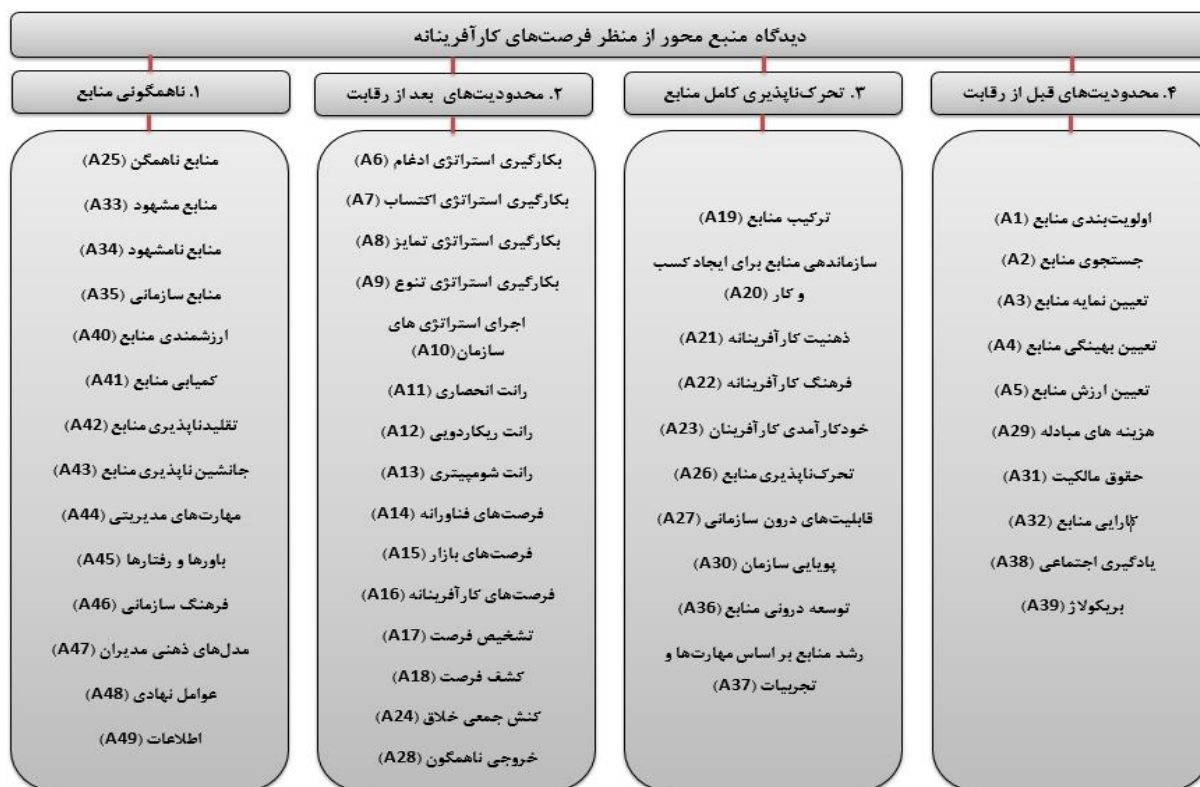 دیدگاه منبع محور از منظر فرصت‌های کارآفرینانه
۱. ناهمگونی منابع
منابع ناهمگن (A25)
منابع مشهود (A33)
منابع نامشهود (A34)
منابع سازمانی (A35)
ارزشمندی منابع (A40)
کمیابی منابع (A41)
تقلیدناپذیری منابع (A42)
جانشین ناپذیری منابع (A43)
مهارت‌های مدیریتی (A44)
باورها و رفتارها (A45)
فرهنگ سازمانی (A46)
مدل‌های ذهنی مدیران (A47)
عوامل نهادی (A48)
اطلاعات (A49)
۲. محدودیت‌های بعد از رقابت
بکارگیری استراتژی ادغام (A6)
بکارگیری استراتژی اکتساب (A7)
بکارگیری استراتژی تمایز (A8)
بکارگیری استراتژی تنوع (A9)
اجرای استراتژی های
سازمان(A10)
رانت انحصاری (A11)
رانت ریکاردویی (A12)
رانت شومپیتری (A13)
فرصت‌های فناورانه (A14)
فرصت‌های بازار (A15)
فرصت‌های کارآفرینانه (A16)
تشخیص فرصت (A17)
کشف فرصت (A18)
کنش جمعی خلاق (A24)
خروجی ناهمگون (A28)
۳. تحرک‌ناپذیری کامل منابع
ترکیب منابع (A19)
سازماندهی منابع برای ایجاد کسب
و کار (A20)
ذهنیت کارآفرینانه (A21)
فرهنگ کارآفرینانه (A22)
خودکارآمدی کارآفرینان (A23)
تحرک‌ناپذیری منابع (A26)
قابلیت‌های درون سازمانی (A27)
پویایی سازمان (A30)
توسعه درونی منابع (A36)
رشد منابع بر اساس مهارت‌ها و
تجربیات (A37)
۴. محدودیت‌های قبل از رقابت
اولویت‌بندی منابع (A1)
جستجوی منابع (A2)
تعیین نمایه منابع (A3)
تعیین بهینگی منابع (A4)
تعیین ارزش منابع (A5)
هزینه های مبادله (A29)
حقوق مالکیت (A31)
کارایی منابع (A32)
یادگیری اجتماعی (A38)
بریکولاژ (A39)